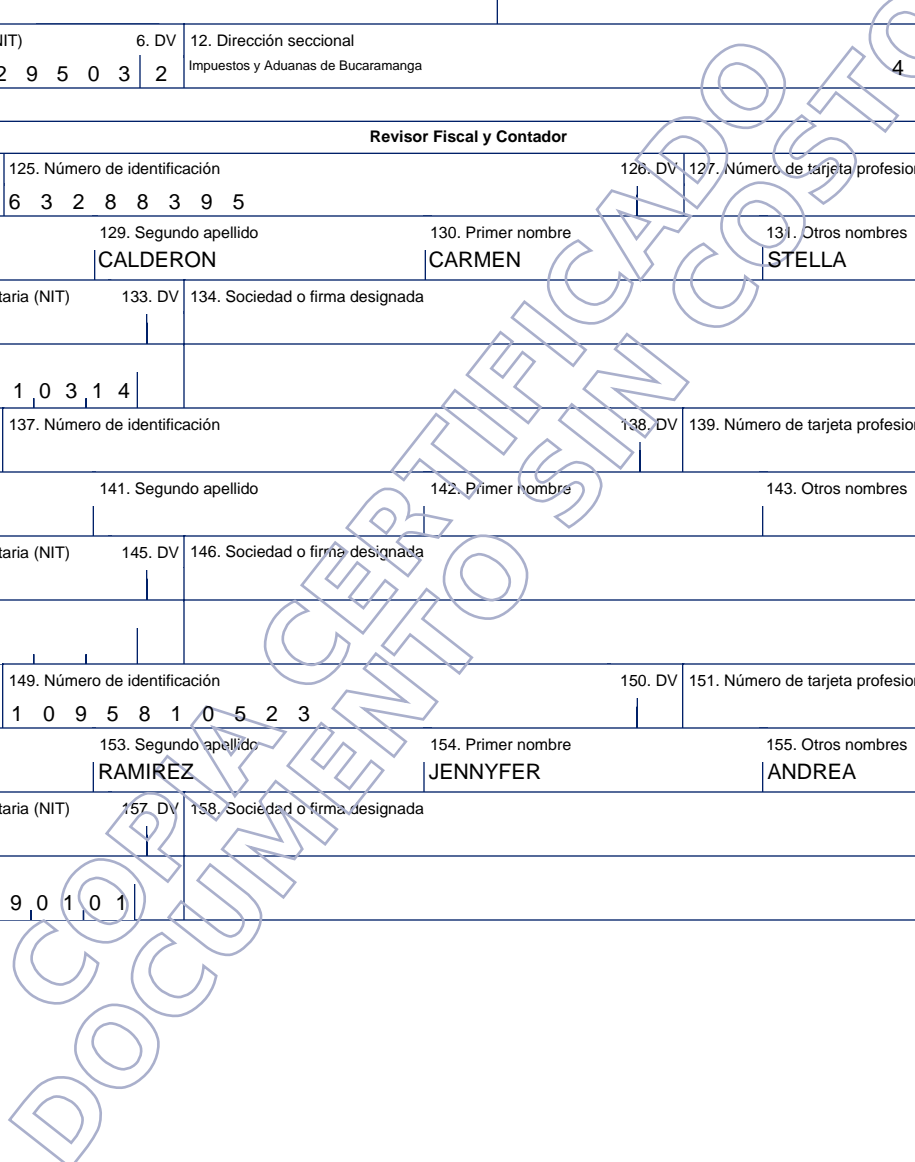 NIT) 6. DV 12. Dirección seccional
2 9 5 0 3 2 Impuestos y Aduanas de Bucaramanga 4
Revisor Fiscal y Contador
125. Número de identificación 126. DV 127. Número de tarjeta profesion
6 3 2 8 8 3 9 5
129. Segundo apellido 130. Primer nombre 131. Otros nombres
CALDERON CARMEN STELLA
taria (NIT) 133. DV 134. Sociedad o firma designada
1 0 3 1 4
137. Número de identificación 138. DV 139. Número de tarjeta profesion
141. Segundo apellido 142. Primer nombre 143. Otros nombres
taria (NIT) 145. DV 146. Sociedad o firma designada
149. Número de identificación 150. DV 151. Número de tarjeta profesion
1 0 9 5 8 1 0 5 2 3
153. Segundo apellido 154. Primer nombre 155. Otros nombres
RAMIREZ JENNYFER ANDREA
taria (NIT) 157. DV 158. Sociedad o firma designada
9 0 1 0 1
COPIA CERTIFICADO
DOCUMENTO SIN COSTO